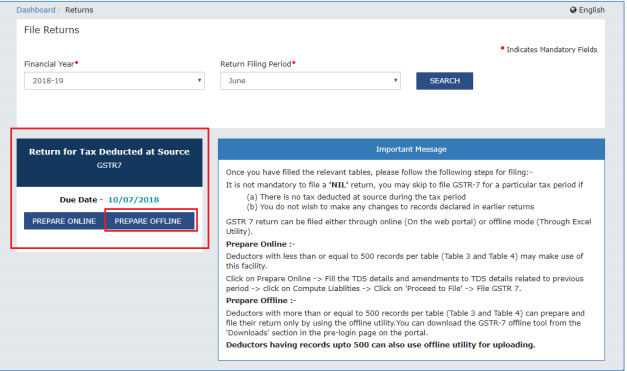 Dashboard › Returns
English
File Returns
• Indicates Mandatory Fields
Financial Year•
Return Filing Period•
2018-19
June
SEARCH
Return for Tax Deducted at Source
GSTR7
Due Date - 10/07/2018
PREPARE ONLINE
PREPARE OFFLINE
Important Message
Once you have filled the relevant tables, please follow the following steps for filing:-
It is not mandatory to file a 'NIL' return, you may skip to file GSTR-7 for a particular tax period if
(a) There is no tax deducted at source during the tax period
(b) You do not wish to make any changes to records declared in earlier returns
GSTR 7 return can be filed either through online (On the web portal) or offline mode (Through Excel
Utility).
Prepare Online :-
Deductors with less than or equal to 500 records per table (Table 3 and Table 4) may make use of
this facility.
Click on Prepare Online -> Fill the TDS details and amendments to TDS details related to previous
period -> click on Compute Liablities -> Click on 'Proceed to File' -> File GSTR 7.
Prepare Offline :-
Deductors with more than or equal to 500 records per table (Table 3 and Table 4) can prepare and
file their return only by using the offline utility.You can download the GSTR-7 offline tool from the
'Downloads' section in the pre-login page on the portal.
Deductors having records upto 500 can also use offline utility for uploading.